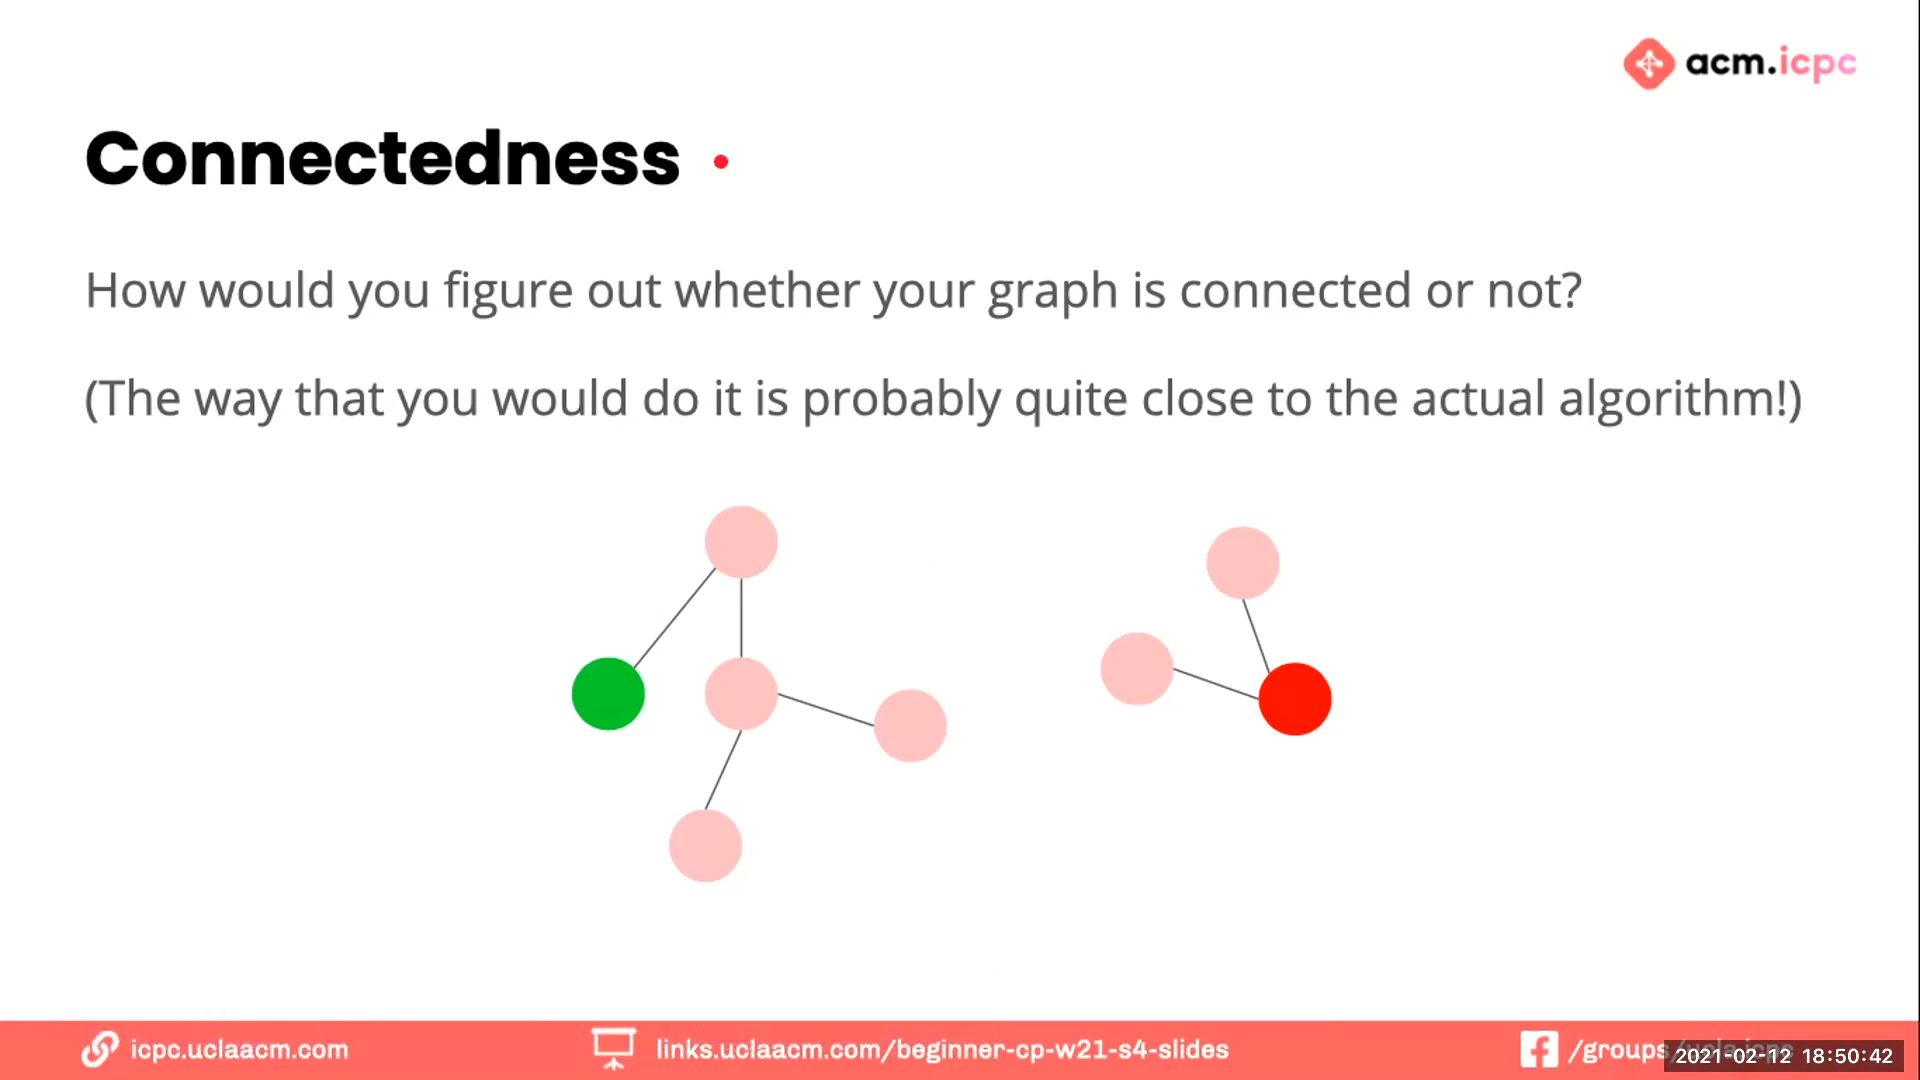 acm.icpc
Connectedness
How would you figure out whether your graph is connected or not?
(The way that you would do it is probably quite close to the actual algorithm!)
icpc.uclaacm.com
links.uclaacm.com/beginner-cp-w21-s4-slides
/groups/ucla.icpc
2021-02-12 18:50:42